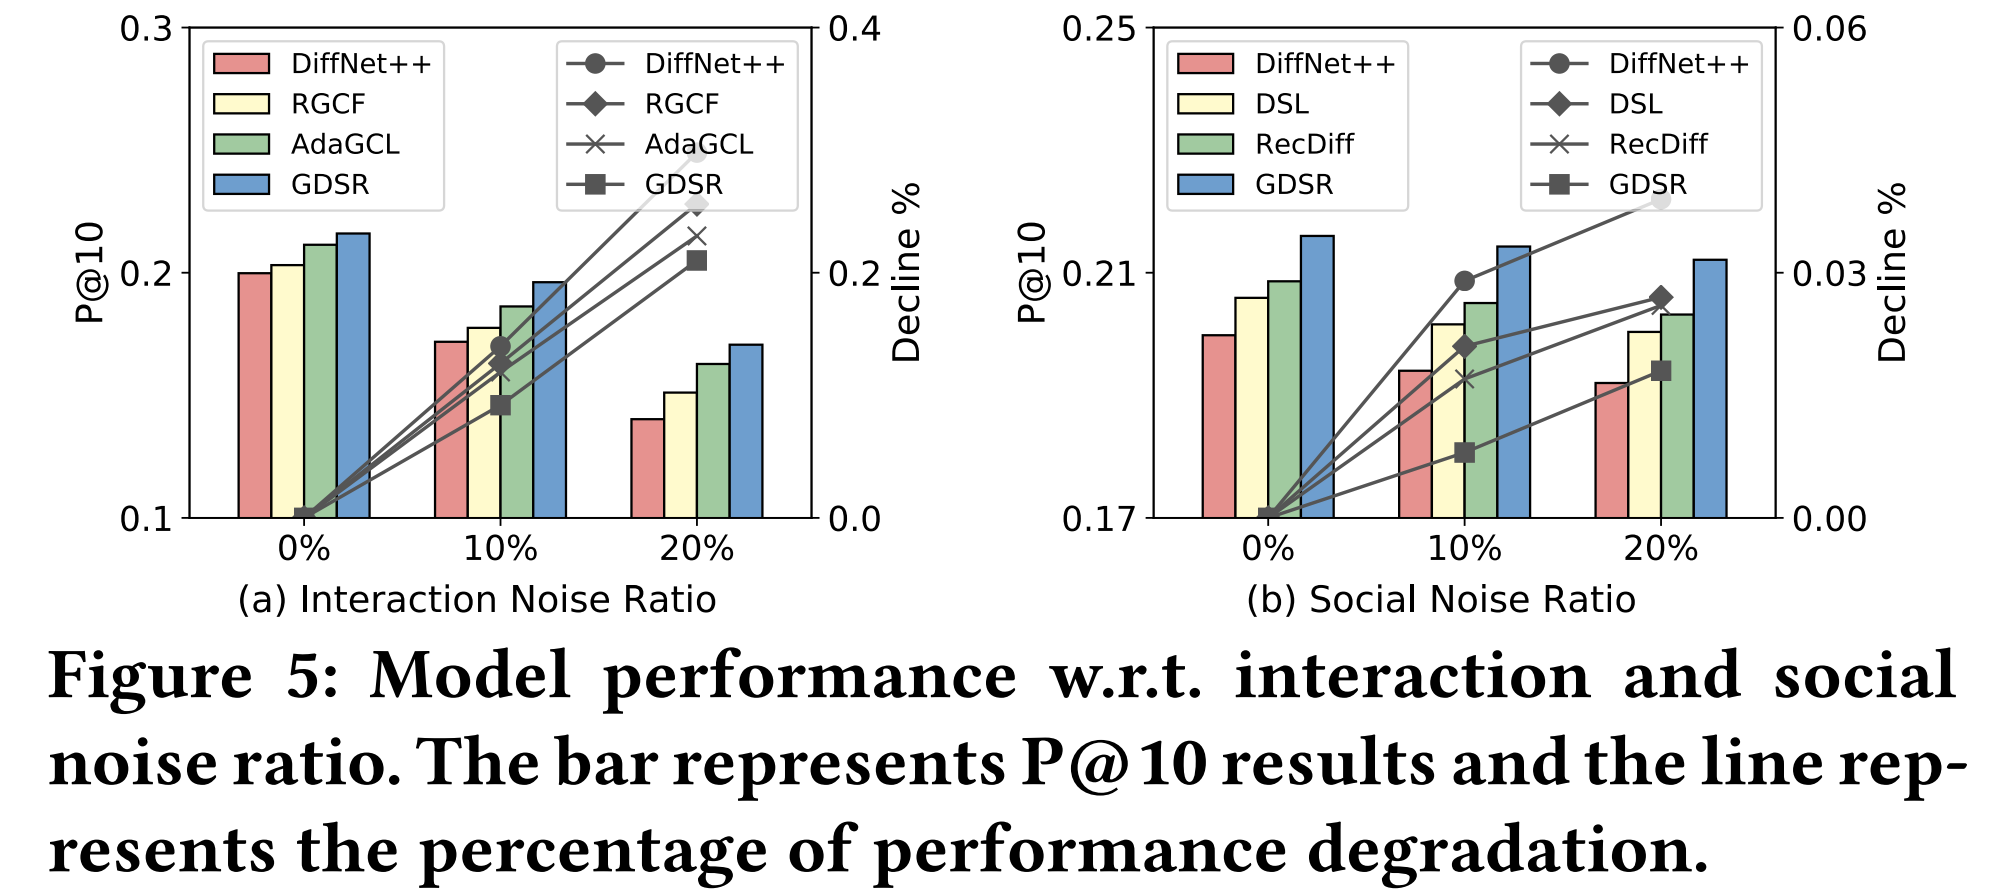 0.3
0.2
0.1
P@10
DiffNet++
RGCF
AdaGCL
GDSR
DiffNet++
RGCF
AdaGCL
GDSR
0.4
0.2
0.0
Decline %
0% 10% 20%
(a) Interaction Noise Ratio
0.25
0.21
0.17
P@10
DiffNet++
DSL
RecDiff
GDSR
DiffNet++
DSL
RecDiff
GDSR
0.06
0.03
0.00
Decline %
0% 10% 20%
(b) Social Noise Ratio
Figure 5: Model performance w.r.t. interaction and social
noise ratio. The bar represents P@10 results and the line rep-
resents the percentage of performance degradation.